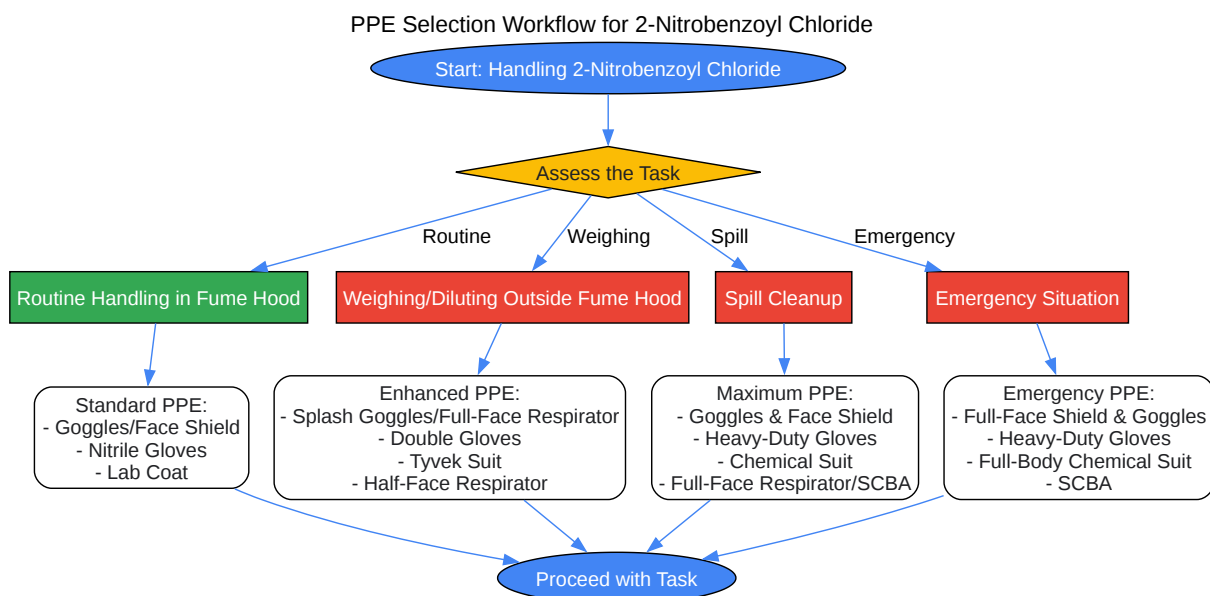 PPE Selection Workflow for 2-Nitrobenzoyl Chloride
Start: Handling 2-Nitrobenzoyl Chloride
Assess the Task
Routine
Weighing
Spill
Emergency
Routine Handling in Fume Hood
Weighing/Diluting Outside Fume Hood
Spill Cleanup
Emergency Situation
Standard PPE:
- Goggles/Face Shield
- Nitrile Gloves
- Lab Coat
Enhanced PPE:
- Splash Goggles/Full-Face Respirator
- Double Gloves
- Tyvek Suit
- Half-Face Respirator
Maximum PPE:
- Goggles & Face Shield
- Heavy-Duty Gloves
- Chemical Suit
- Full-Face Respirator/SCBA
Emergency PPE:
- Full-Face Shield & Goggles
- Heavy-Duty Gloves
- Full-Body Chemical Suit
- SCBA
Proceed with Task